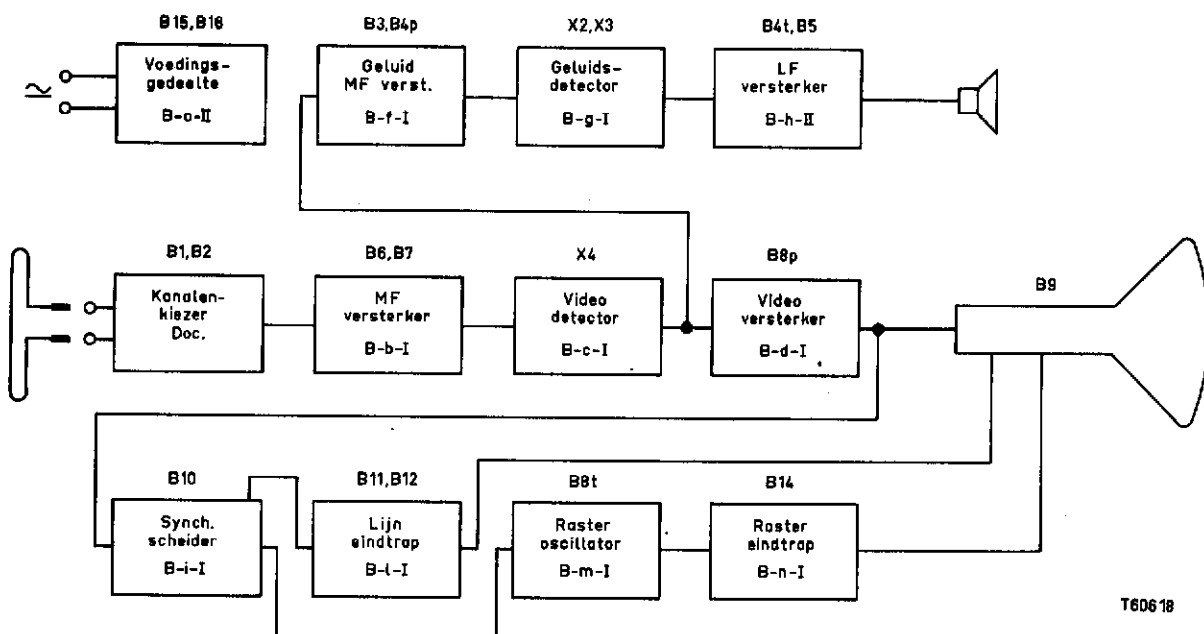 B15, B16
B3, B4p
X2, X3
B4t, B5
Voedings-
gedeelte
B-a-II
Geluid
MF verst.
B-f-I
Geluids-
detector
B-g-I
LF
versterker
B-h-II
B1, B2
B6, B7
X4
B8p
B9
Kanalen-
kiezer
Doc.
MF
versterker
B-b-I
Video
detector
B-c-I
Video
versterker
B-d-I
B10
B11, B12
B8t
B14
Synch.
scheider
B-i-I
Lijn
eindtrap
B-l-I
Raster
oscillator
B-m-I
Raster
eindtrap
B-n-I
T60618